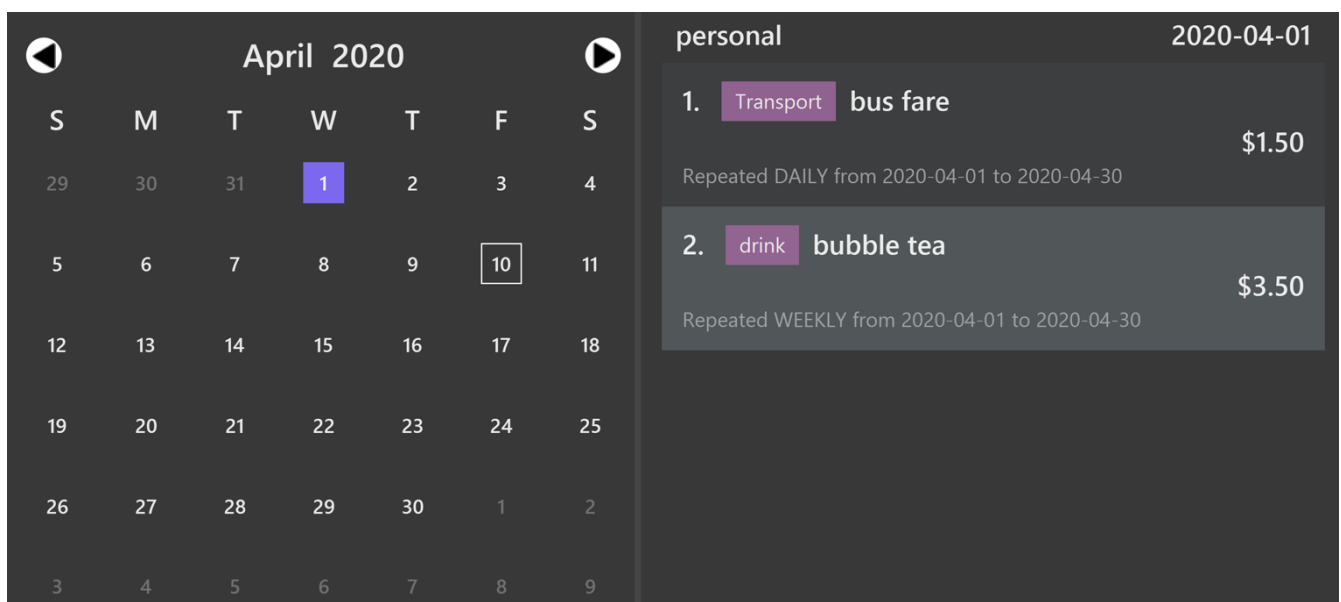 April 2020
S M T W T F S
29 30 31 1 2 3 4
5 6 7 8 9 10 11
12 13 14 15 16 17 18
19 20 21 22 23 24 25
26 27 28 29 30 1 2
3 4 5 6 7 8 9
personal 2020-04-01
1. Transport bus fare
$1.50
Repeated DAILY from 2020-04-01 to 2020-04-30
2. drink bubble tea
$3.50
Repeated WEEKLY from 2020-04-01 to 2020-04-30